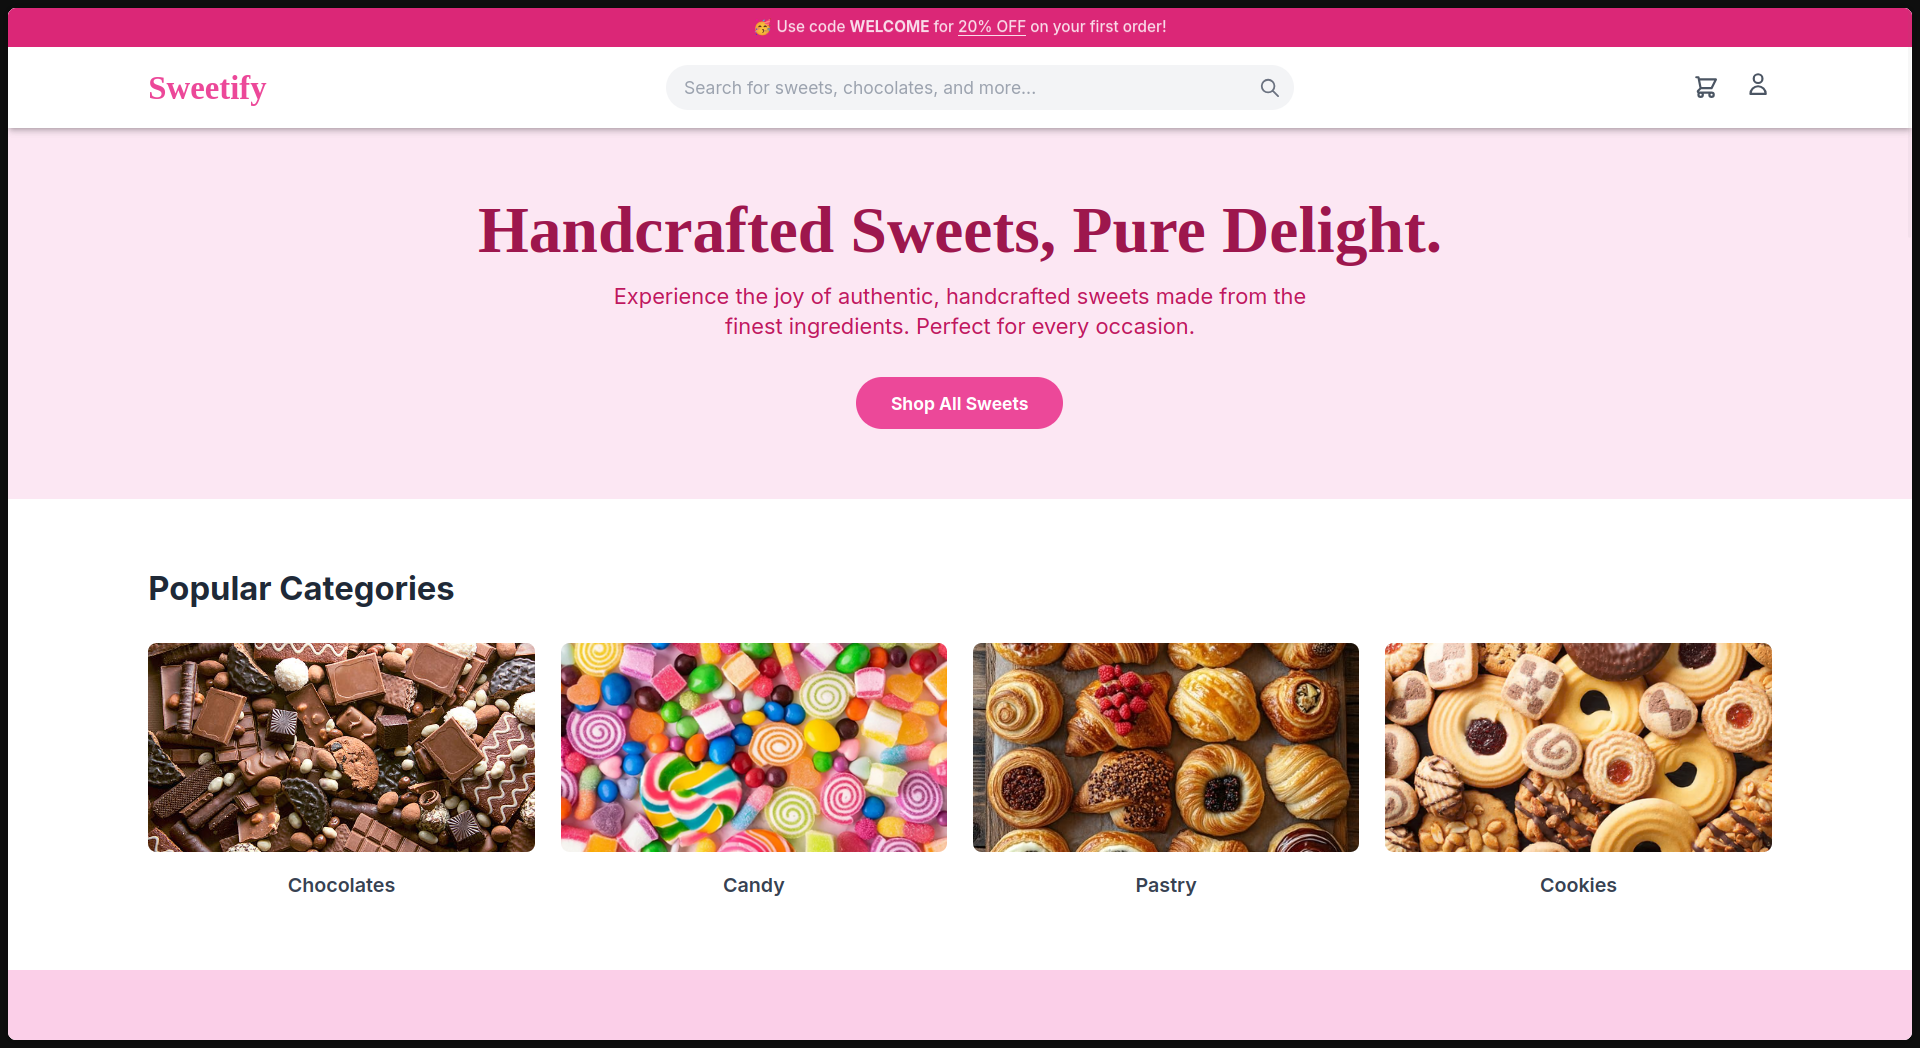 🥳 Use code WELCOME for 20% OFF on your first order!
Sweetify
Search for sweets, chocolates, and more...
Handcrafted Sweets, Pure Delight.
Experience the joy of authentic, handcrafted sweets made from the
finest ingredients. Perfect for every occasion.
Shop All Sweets
Popular Categories
Chocolates
Candy
Pastry
Cookies